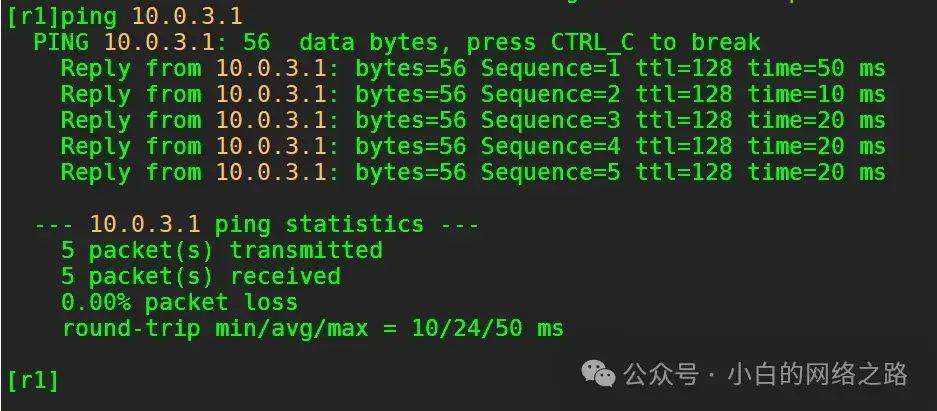 [r1]ping 10.0.3.1
PING 10.0.3.1: 56  data bytes, press CTRL_C to break
Reply from 10.0.3.1: bytes=56 Sequence=1 ttl=128 time=50 ms
Reply from 10.0.3.1: bytes=56 Sequence=2 ttl=128 time=10 ms
Reply from 10.0.3.1: bytes=56 Sequence=3 ttl=128 time=20 ms
Reply from 10.0.3.1: bytes=56 Sequence=4 ttl=128 time=20 ms
Reply from 10.0.3.1: bytes=56 Sequence=5 ttl=128 time=20 ms
--- 10.0.3.1 ping statistics ---
5 packet(s) transmitted
5 packet(s) received
0.00% packet loss
round-trip min/avg/max = 10/24/50 ms
[r1]
公众号 · 小白的网络之路